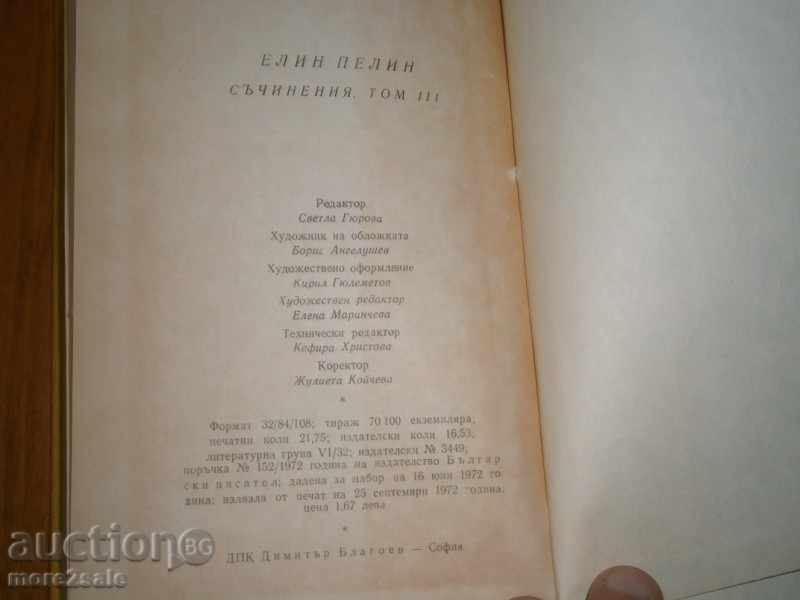 ЕЛИН ПЕЛИН
СЪЧИНЕНИЯ. ТОМ III
Редактор
Светла Гюрова
Художник на обложката
Борис Ангелушев
Художествено оформление
Кирил Гюлеметов
Художествен редактор
Елена Маринчева
Технически редактор
Кефира Христова
Коректор
Жулиета Койчева
*
Формат 32/84/108; тираж 70 100 екземпляра;
печатни коли 21,75; издателски коли 16,53;
литературна група VI/32; издателски № 3449;
поръчка № 152/1972 година на издателство Българ
ски писател; дадена за набор на 16 юни 1972 го
дина; излязла от печат на 25 септември 1972 година;
цена 1,67 лева
*
ДПК Димитър Благоев — София
auctionBG
more2sale